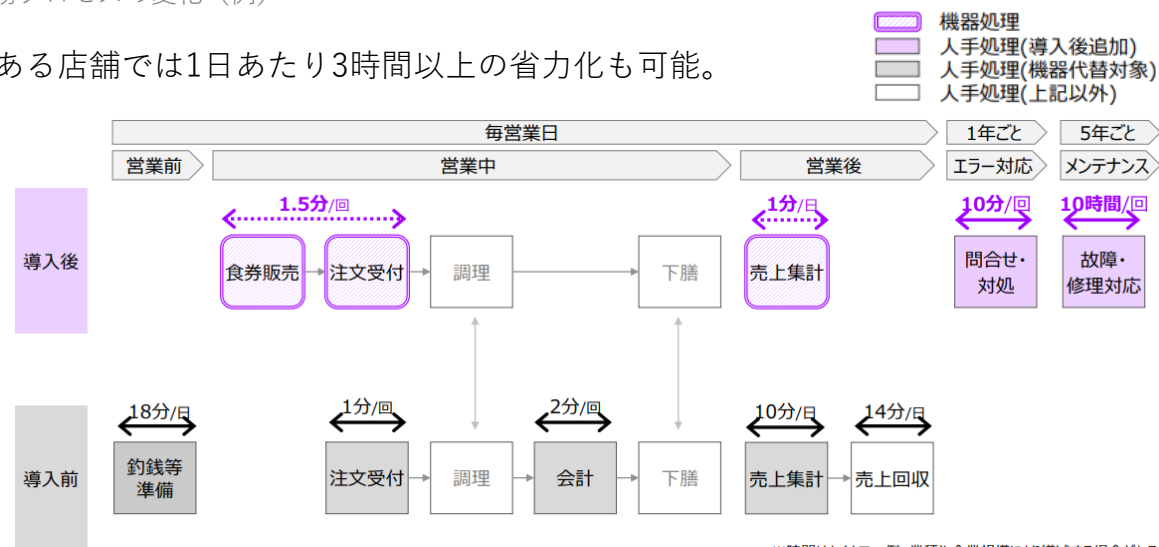 ある店舗では1日あたり3時間以上の省力化も可能。
機器処理
人手処理(導入後追加)
人手処理(機器代替対象)
人手処理(上記以外)
毎営業日
1年ごと
5年ごと
営業前
営業中
営業後
エラー対応
メンテナンス
導入後
1.5分/回
1分/日
10分/回
10時間/回
食券販売
注文受付
調理
下膳
売上集計
問合せ・
対処
故障・
修理対応
導入前
18分/日
1分/回
2分/回
10分/日
14分/日
釣銭等
準備
注文受付
調理
会計
下膳
売上集計
売上回収